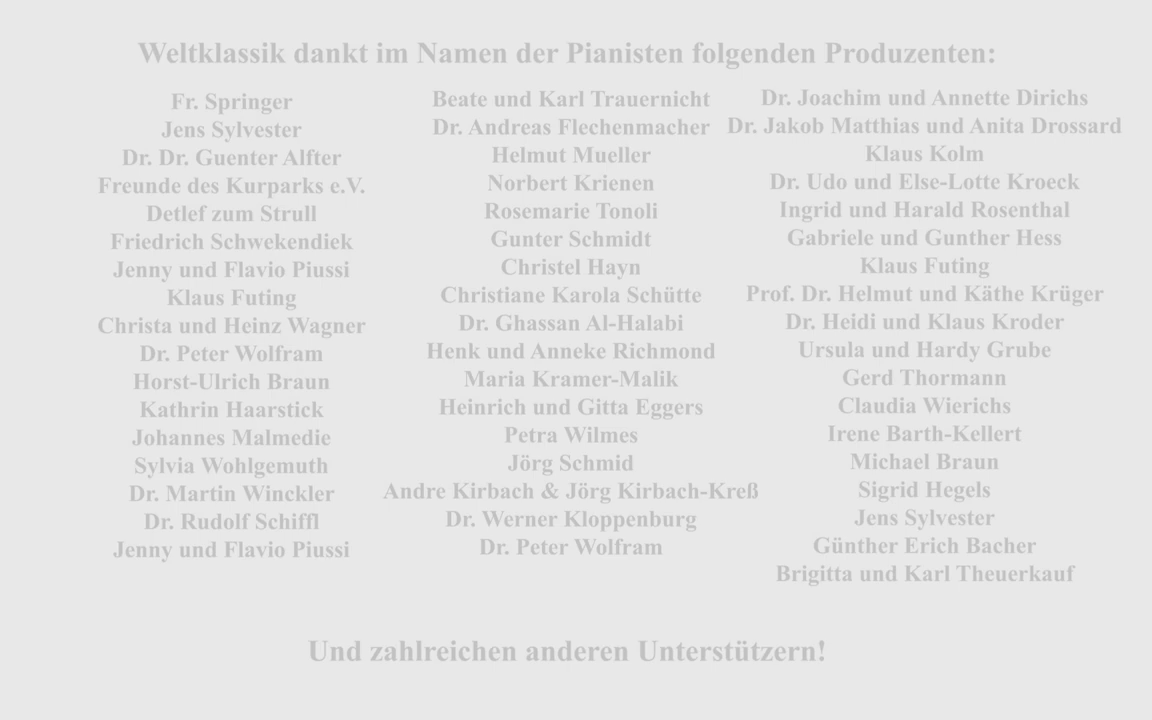 Weltklassik dankt im Namen der Pianisten folgenden Produzenten:
Fr. Springer
Jens Sylvester
Dr. Dr. Guenter Alfter
Freunde des Kurparks e.V.
Detlef zum Strull
Friedrich Schwekendiek
Jenny und Flavio Piussi
Klaus Futing
Christa und Heinz Wagner
Dr. Peter Wolfram
Horst-Ulrich Braun
Kathrin Haarstick
Johannes Malmedie
Sylvia Wohlgemuth
Dr. Martin Winckler
Dr. Rudolf Schiffl
Jenny und Flavio Piussi
Beate und Karl Trauernicht
Dr. Andreas Flechenmacher
Helmut Mueller
Norbert Krienen
Rosemarie Tonoli
Gunter Schmidt
Christel Hayn
Christiane Karola Schütte
Dr. Ghassan Al-Halabi
Henk und Anneke Richmond
Maria Kramer-Malik
Heinrich und Gitta Eggers
Petra Wilmes
Jörg Schmid
Andre Kirbach & Jörg Kirbach-Kreß
Dr. Werner Kloppenburg
Dr. Peter Wolfram
Dr. Joachim und Annette Dirichs
Dr. Jakob Matthias und Anita Drossard
Klaus Kolm
Dr. Udo und Else-Lotte Kroeck
Ingrid und Harald Rosenthal
Gabriele und Gunther Hess
Klaus Futing
Prof. Dr. Helmut und Käthe Krüger
Dr. Heidi und Klaus Kroder
Ursula und Hardy Grube
Gerd Thormann
Claudia Wierichs
Irene Barth-Kellert
Michael Braun
Sigrid Hegels
Jens Sylvester
Günther Erich Bacher
Brigitta und Karl Theuerkauf
Und zahlreichen anderen Unterstützern!